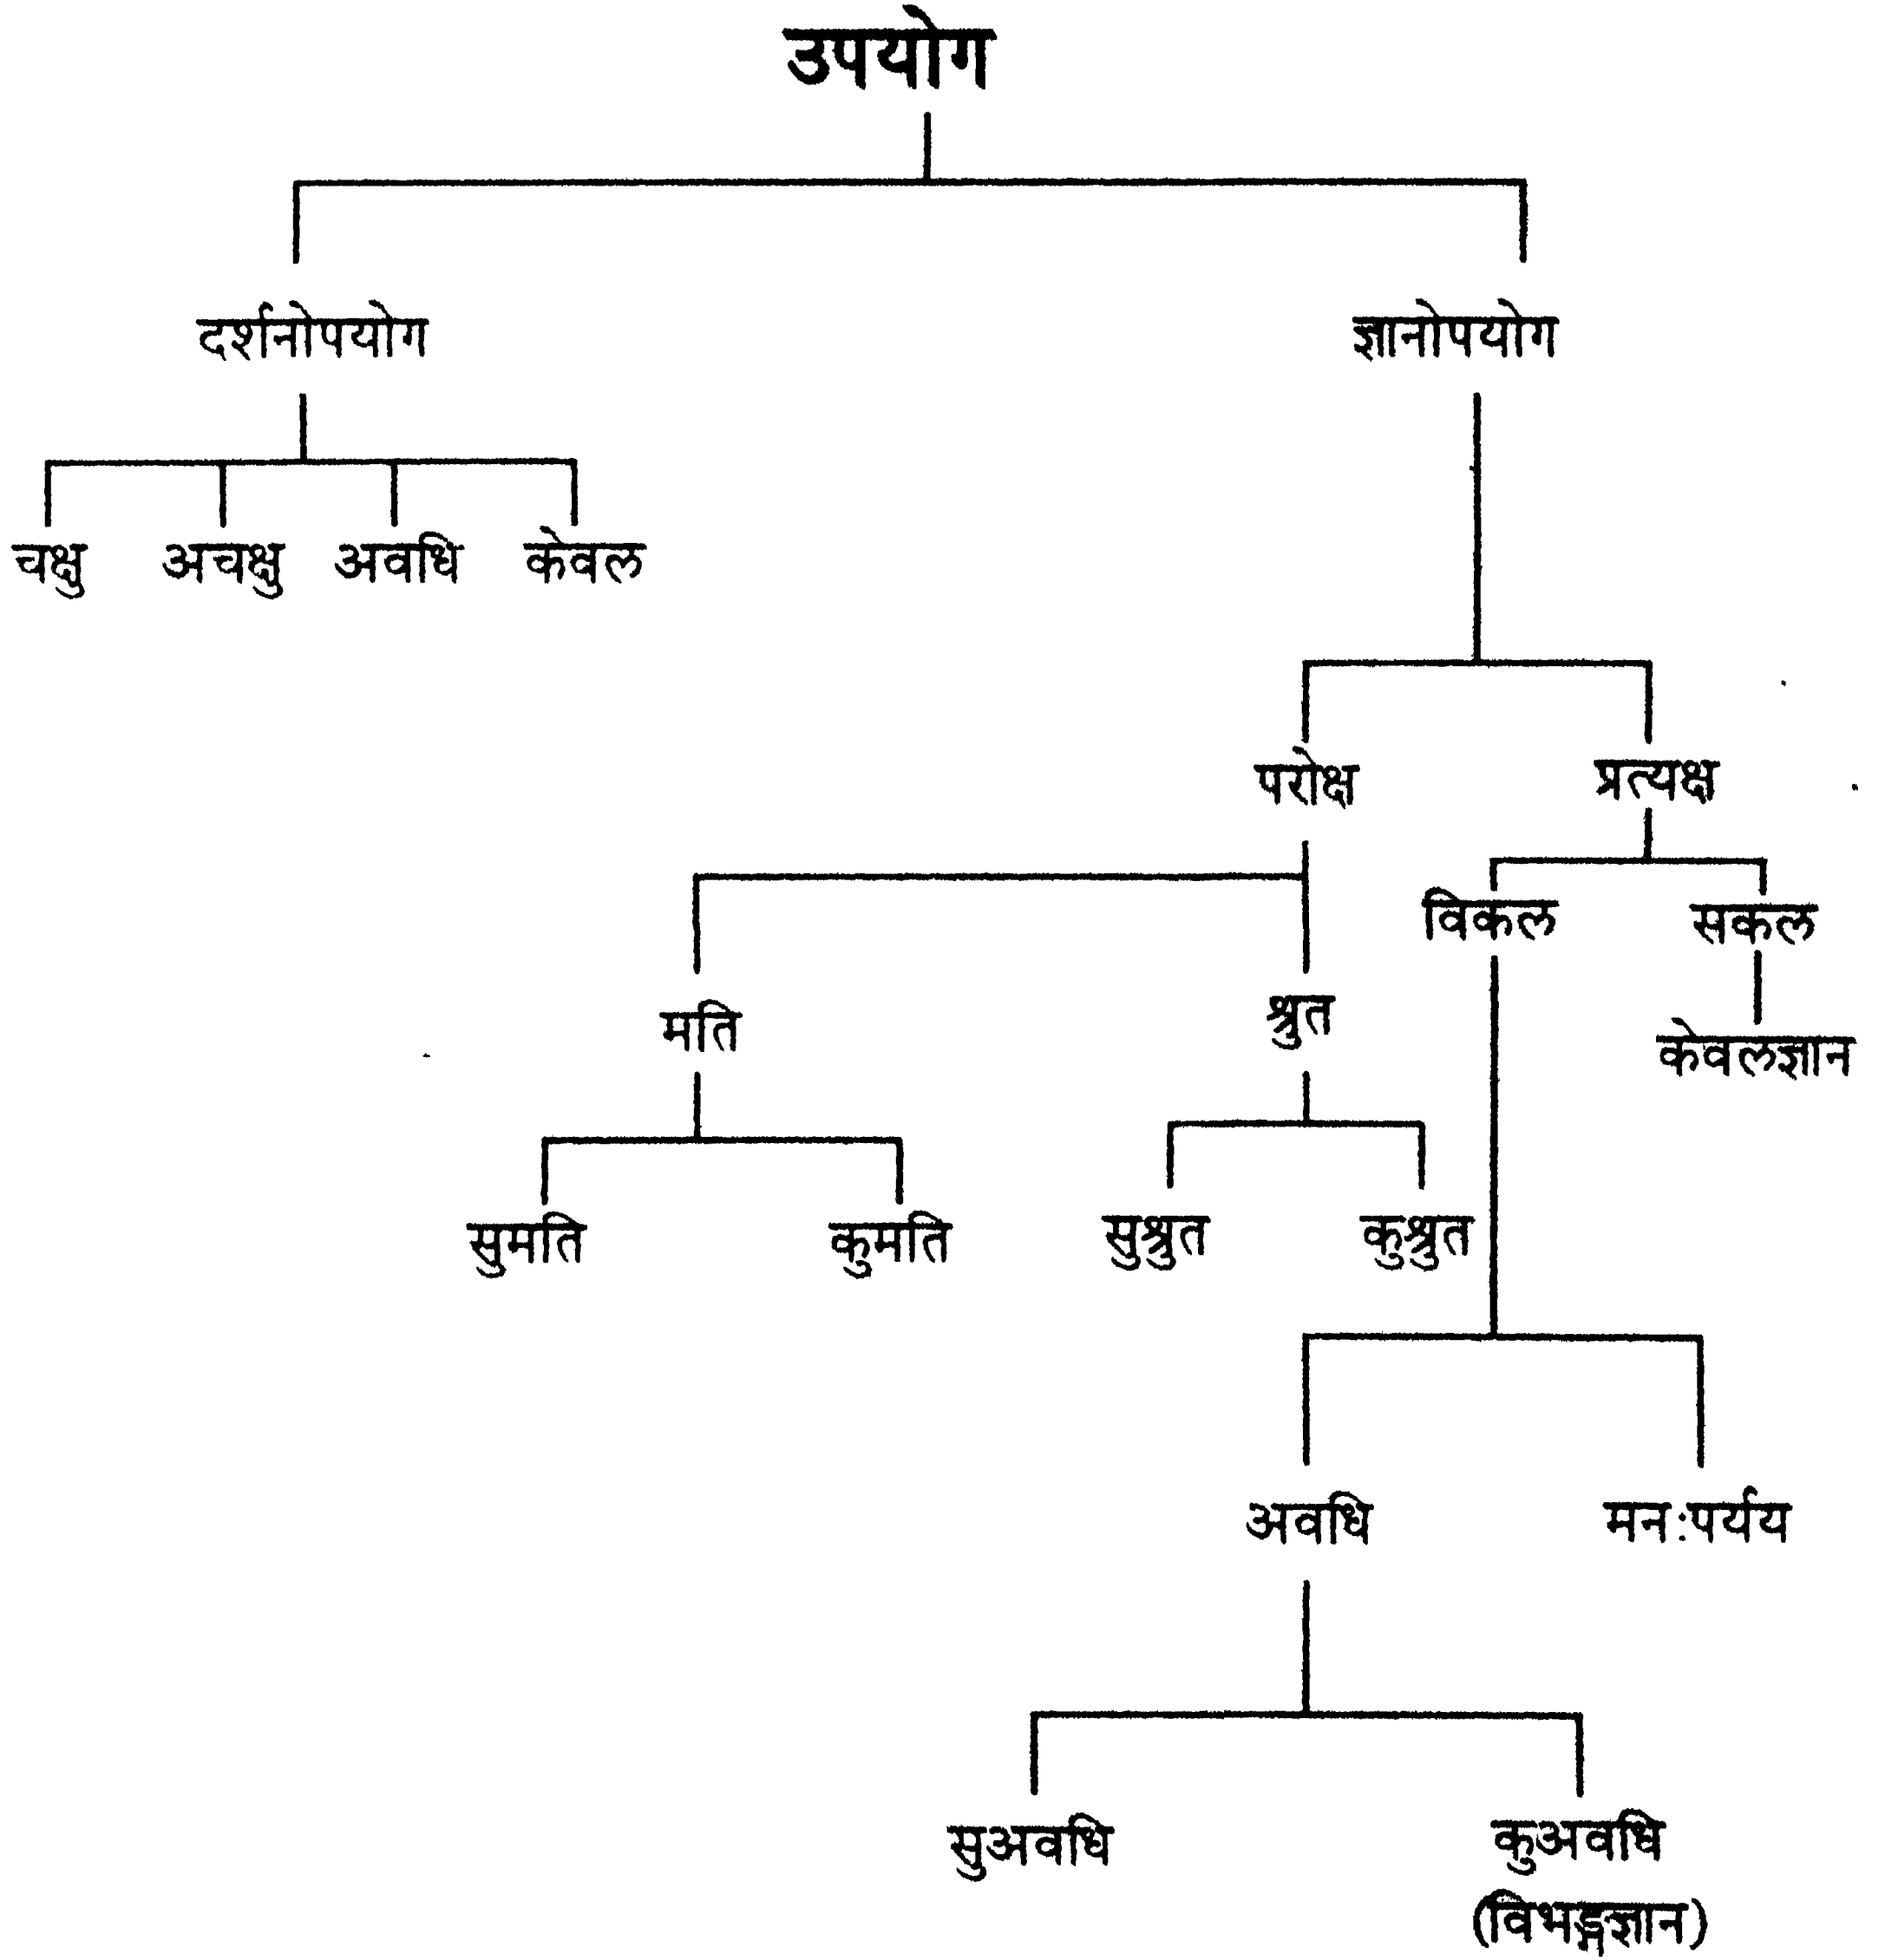 उपयोग
दर्शनोपयोग ज्ञानोपयोग
चक्षु अचक्षु अवधि केवल
परोक्ष प्रत्यक्ष
विकल सकल
मति श्रुत केवलज्ञान
सुमति कुमति सुश्रुत कुश्रुत
अवधि मन:पर्यय
सुअवधि कुअवधि
(विभङ्गज्ञान)